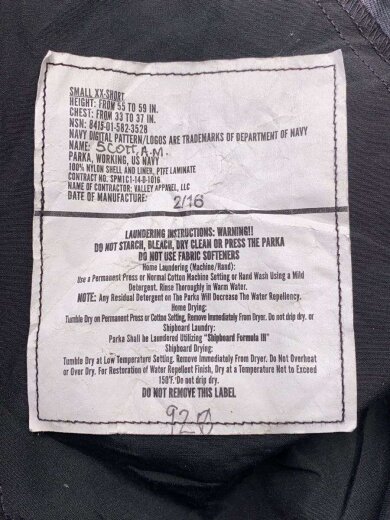 SMALL XX-SHORT
HEIGHT: FROM 55 TO 59 IN.
CHEST: FROM 33 TO 37 IN.
NSN: 8415-01-582-3528
NAVY DIGITAL PATTERN/LOGOS ARE TRADEMARKS OF DEPARTMENT OF NAVY
NAME: SCOTT, A.M.
PARKA, WORKING, US NAVY
100% NYLON SHELL AND LINER, PTFE LAMINATE
CONTRACT NO. SPM1C1-14-D-1016
NAME OF CONTRACTOR: VALLEY APPAREL, LLC
DATE OF MANUFACTURE: 2/16
LAUNDERING INSTRUCTIONS: WARNING!!
DO NOT STARCH, BLEACH, DRY CLEAN OR PRESS THE PARKA
DO NOT USE FABRIC SOFTENERS
Home Laundering (Machine/Hand):
Use a Permanent Press or Normal Cotton Machine Setting or Hand Wash Using a Mild
Detergent. Rinse Thoroughly in Warm Water.
NOTE: Any Residual Detergent on The Parka Will Decrease The Water Repellency.
Home Drying:
Tumble Dry on Permanent Press or Cotton Setting, Remove Immediately From Dryer. Do not drip dry. or
Shipboard Laundry:
Parka Shall be Laundered Utilizing "Shipboard Formula III"
Shipboard Drying:
Tumble Dry at Low Temperature Setting. Remove Immediately From Dryer. Do Not Overheat
or Over Dry. For Restoration of Water Repellent Finish, Dry at a Temperature Not to Exceed
150°F. Do not drip dry.
DO NOT REMOVE THIS LABEL